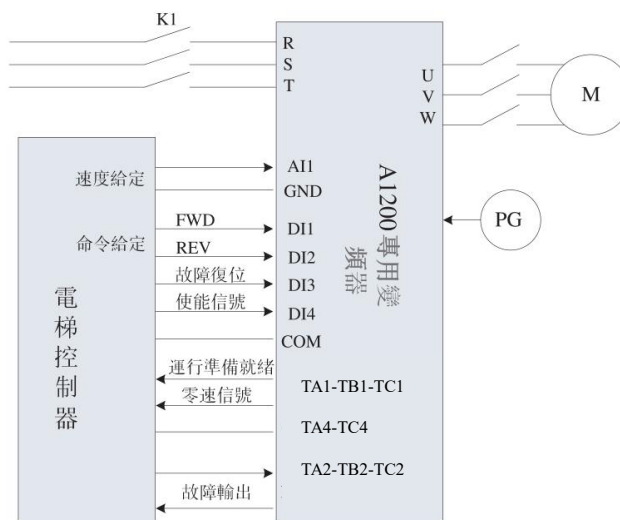 K1
R
S
T
U
V
W
M
速度給定
AI1
GND
命令給定
FWD
DI1
REV
DI2
故障復位
DI3
使能信號
DI4
COM
A1200專用變
頻器
PG
電梯控制器
運行準備就绪
TA1-TB1-TC1
零速信號
TA4-TC4
TA2-TB2-TC2
故障輸出